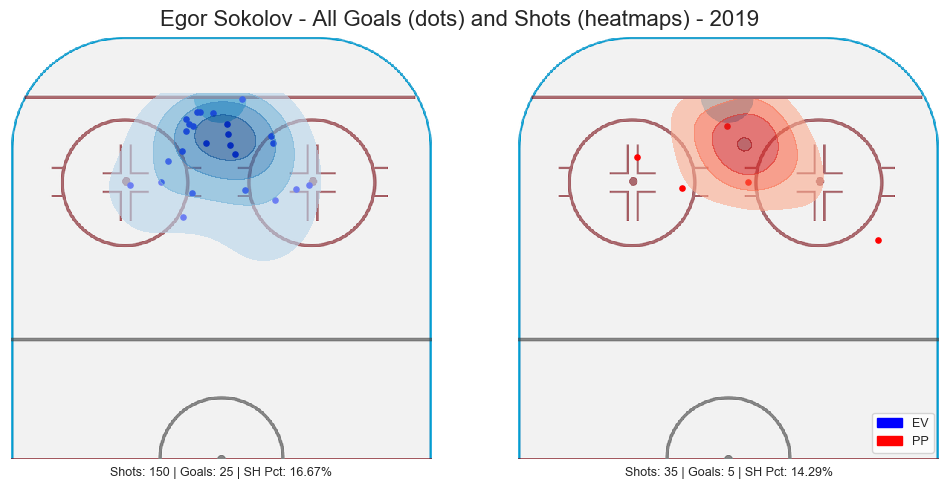 Egor Sokolov - All Goals (dots) and Shots (heatmaps) - 2019
EV
PP
Shots: 150 | Goals: 25 | SH Pct: 16.67%
Shots: 35 | Goals: 5 | SH Pct: 14.29%